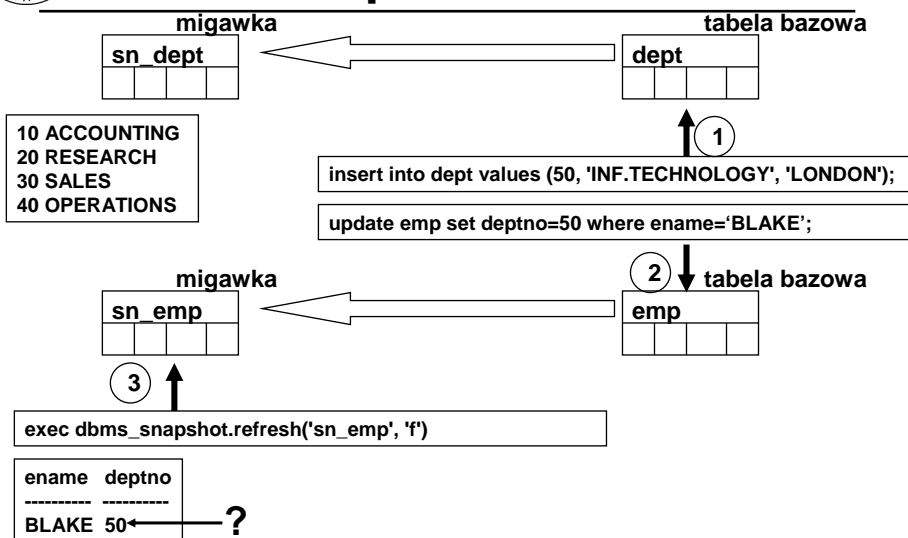 migawka
tabela bazowa
sn_dept
dept
10 ACCOUNTING
20 RESEARCH
30 SALES
40 OPERATIONS
1
insert into dept values (50, 'INF.TECHNOLOGY', 'LONDON');
update emp set deptno=50 where ename=‘BLAKE’;
migawka
2
tabela bazowa
sn_emp
emp
3
exec dbms_snapshot.refresh('sn_emp', 'f')
ename deptno
---------- ----------
BLAKE 50
?